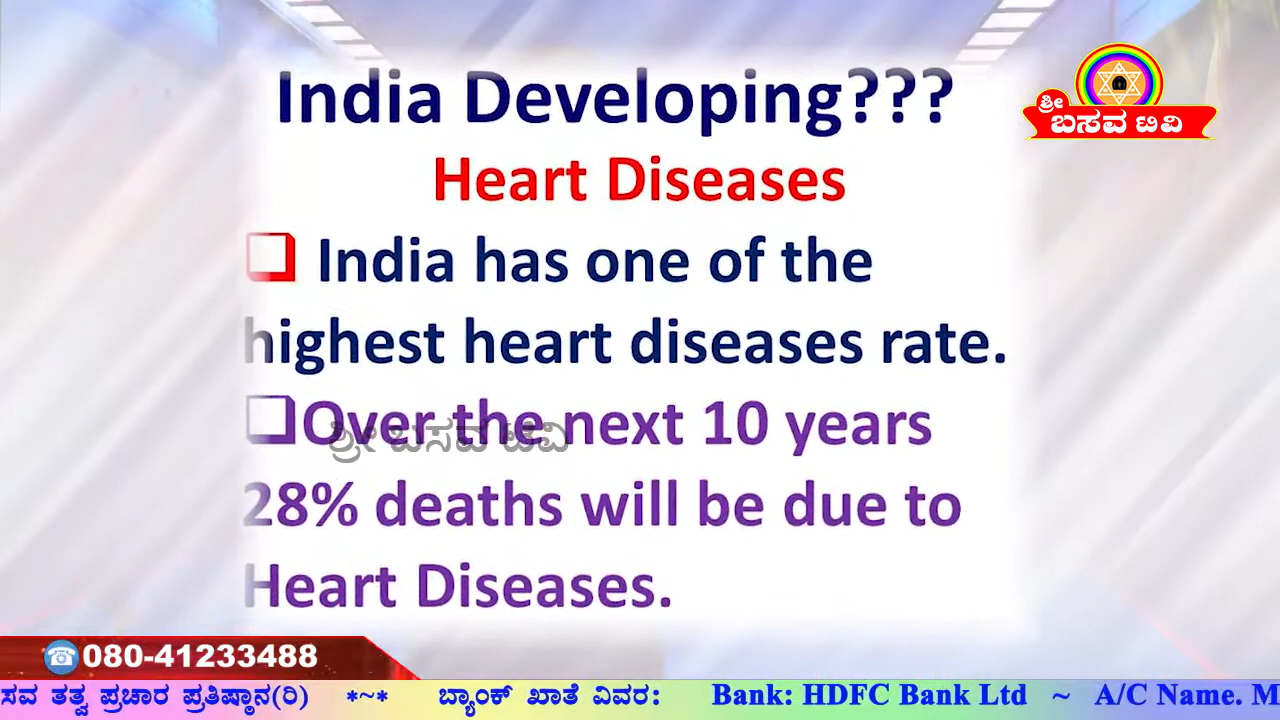 India Developing???
ಶ್ರೀ
ಬಸವ ಟಿವಿ
Heart Diseases
❑ India has one of the
highest heart diseases rate.
❑Over the next 10 years
ಶ್ರೀ ಬಸವ ಟಿವಿ
28% deaths will be due to
Heart Diseases.
☎080-41233488
ಸವ ತತ್ವ ಪ್ರಚಾರ ಪ್ರತಿಷ್ಠಾನ(ರಿ) *~* ಬ್ಯಾಂಕ್ ಖಾತೆ ವಿವರ: Bank: HDFC Bank Ltd ~ A/C Name. M